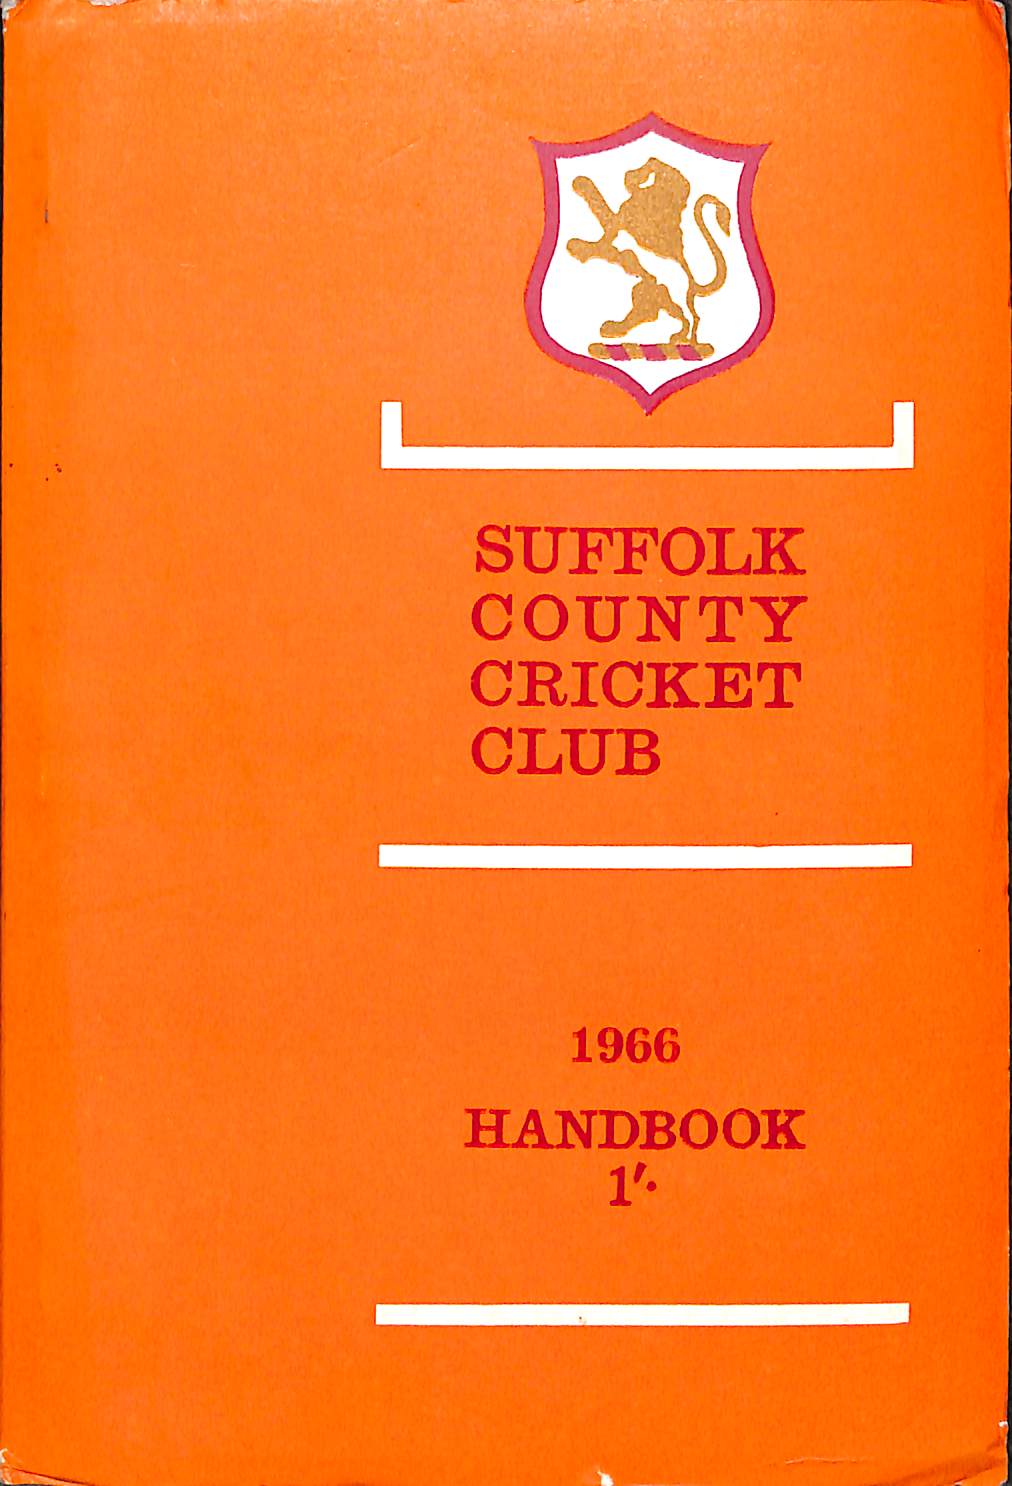 SUFFOLK
COUNTY
CRICKET
CLUB
1966
HANDBOOK
1'.